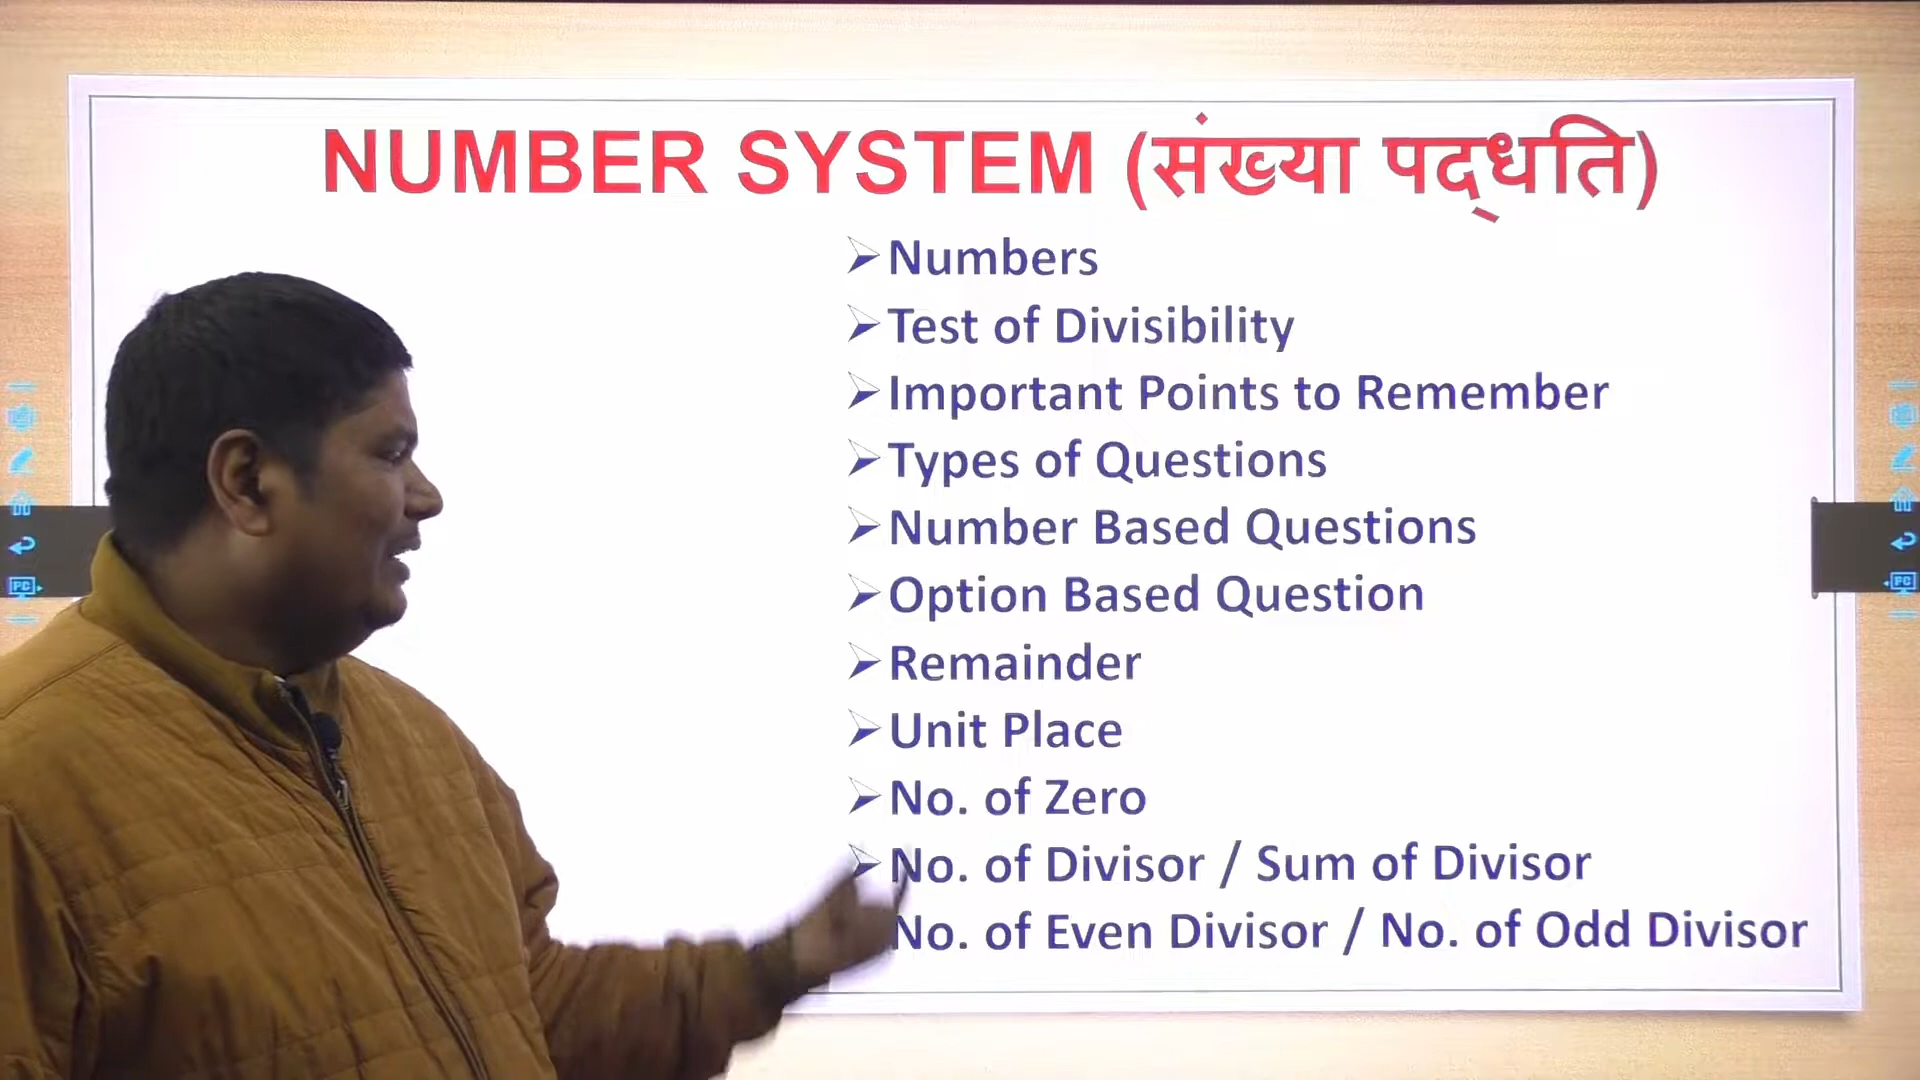 NUMBER SYSTEM (संख्या पद्धति)
Numbers
Test of Divisibility
Important Points to Remember
Types of Questions
Number Based Questions
Option Based Question
Remainder
Unit Place
No. of Zero
No. of Divisor / Sum of Divisor
No. of Even Divisor / No. of Odd Divisor
PC
PC